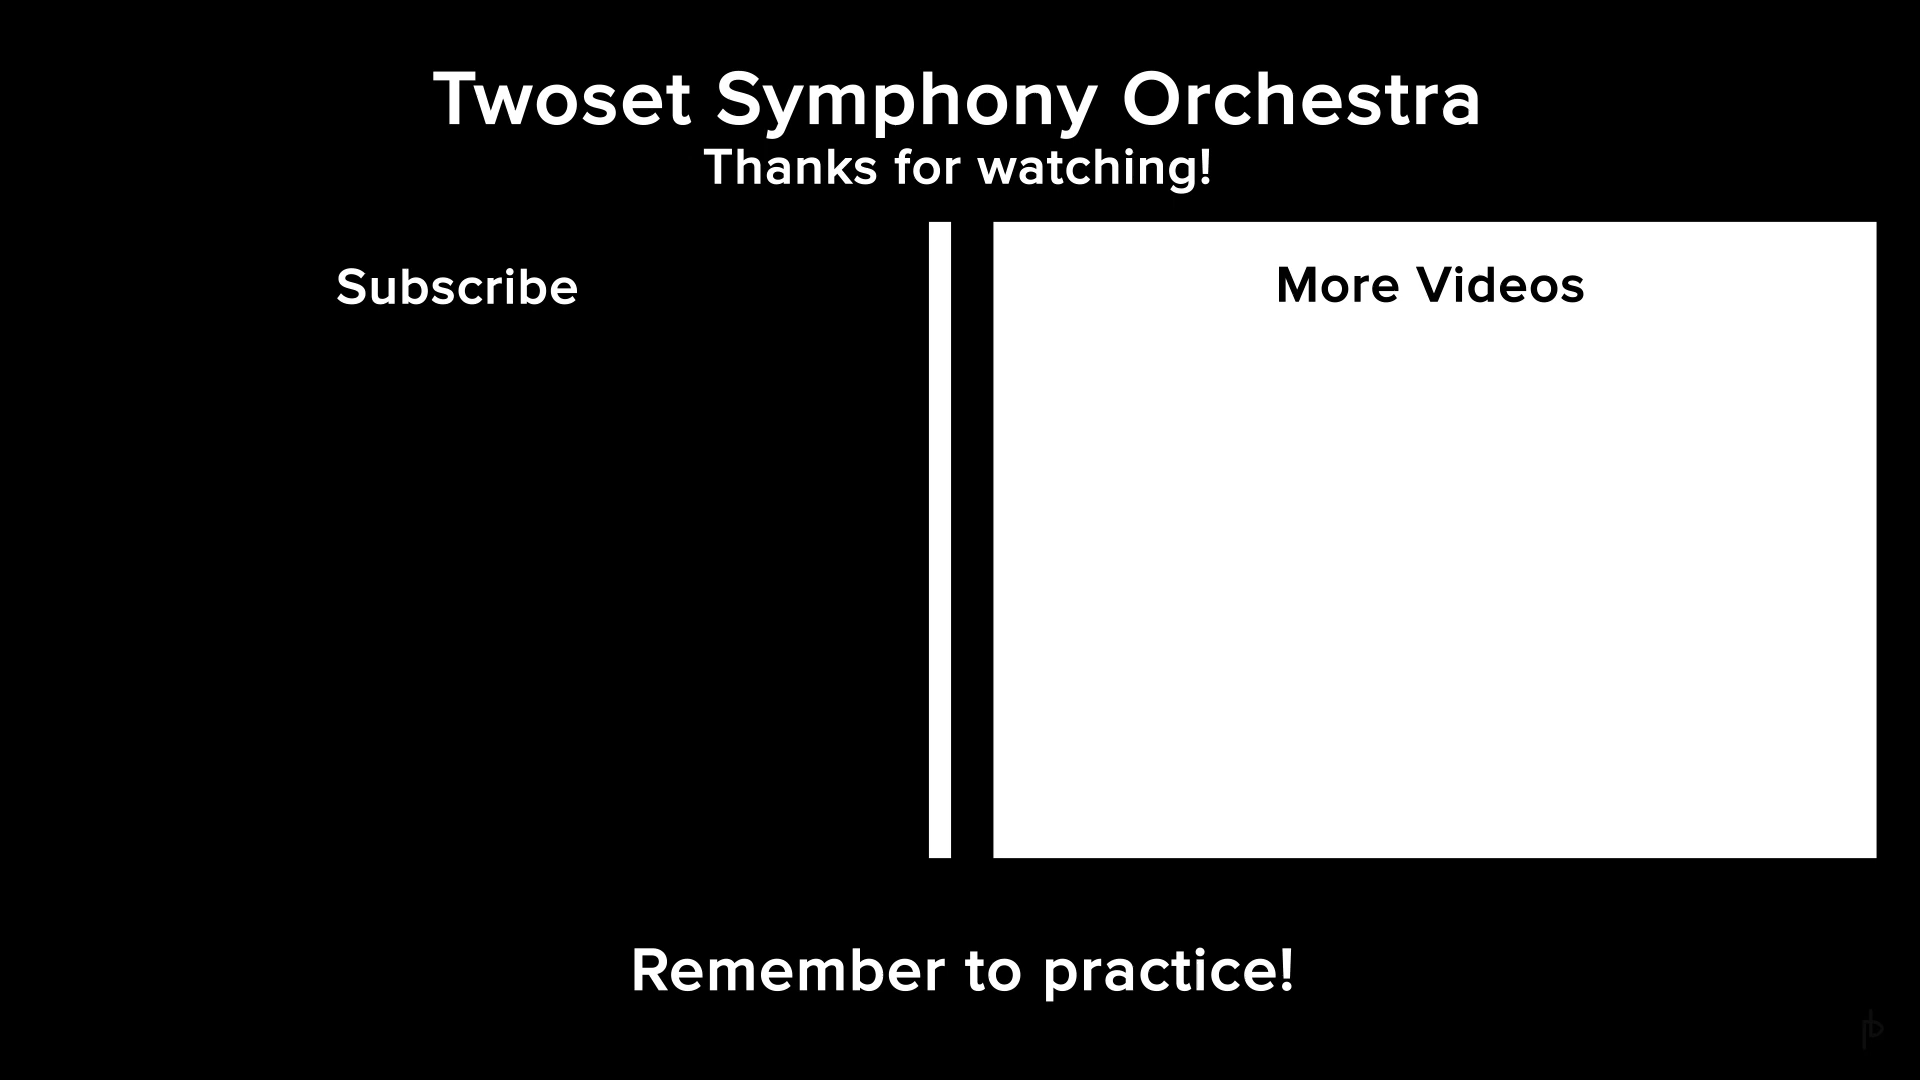 Twoset Symphony Orchestra
Thanks for watching!
Subscribe
More Videos
Remember to practice!